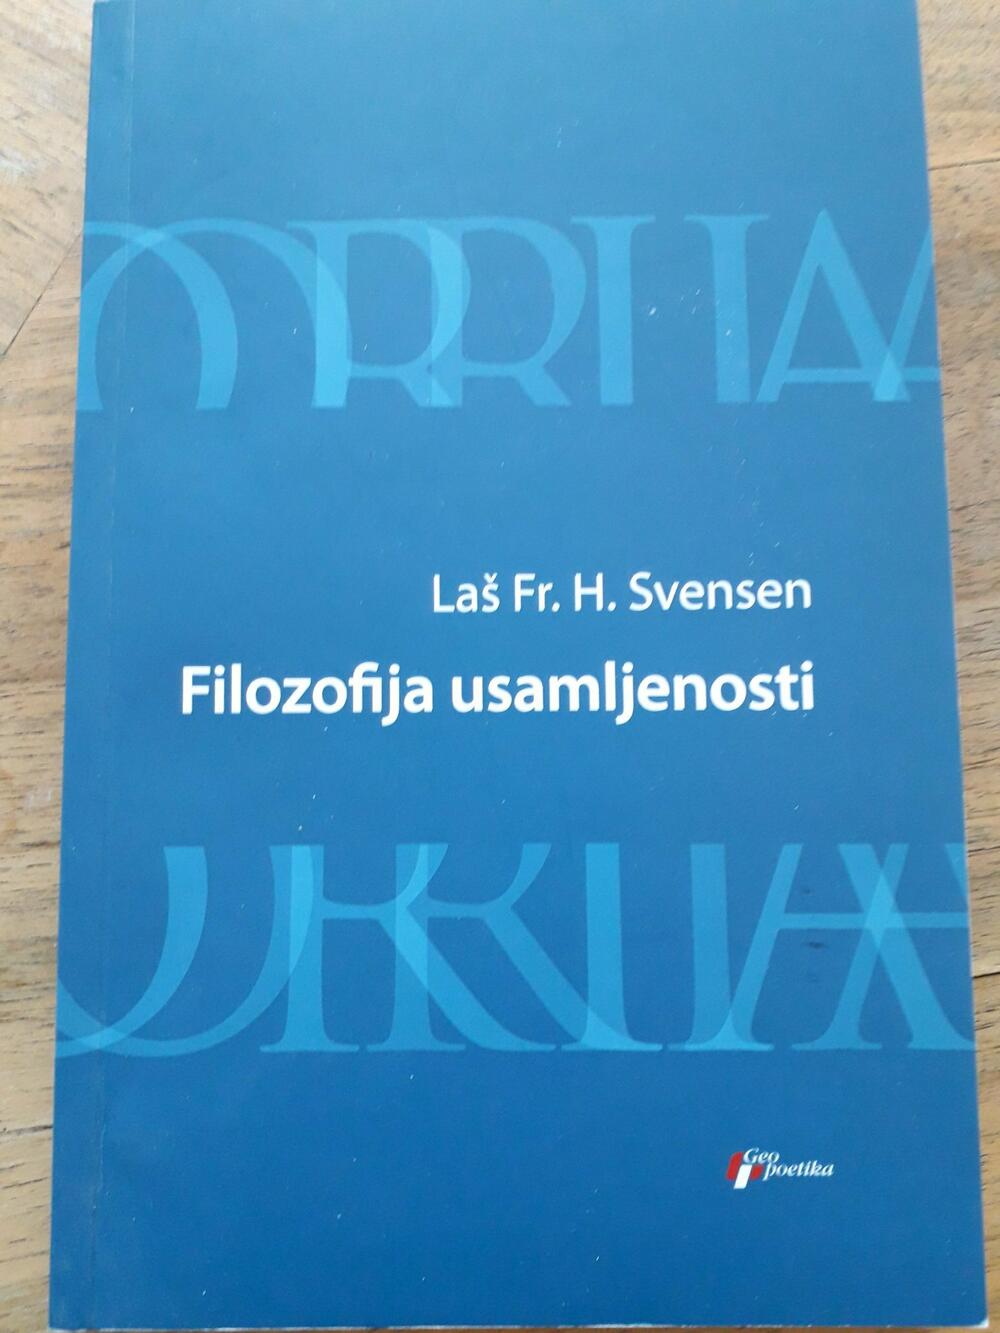 Laš Fr. H. Svensen
Filozofija usamljenosti
Geo
poetika